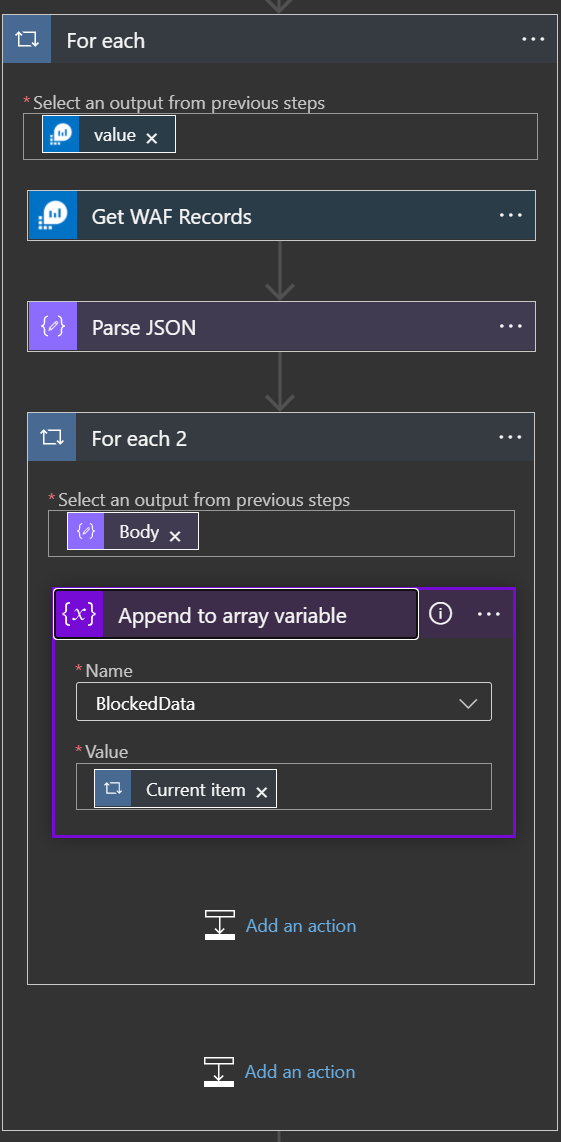 For each
...
* Select an output from previous steps
value ×
Get WAF Records
...
{} Parse JSON
...
For each 2
...
* Select an output from previous steps
{} Body ×
{x} Append to array variable
i ...
* Name
BlockedData
* Value
Current item ×
Add an action
Add an action